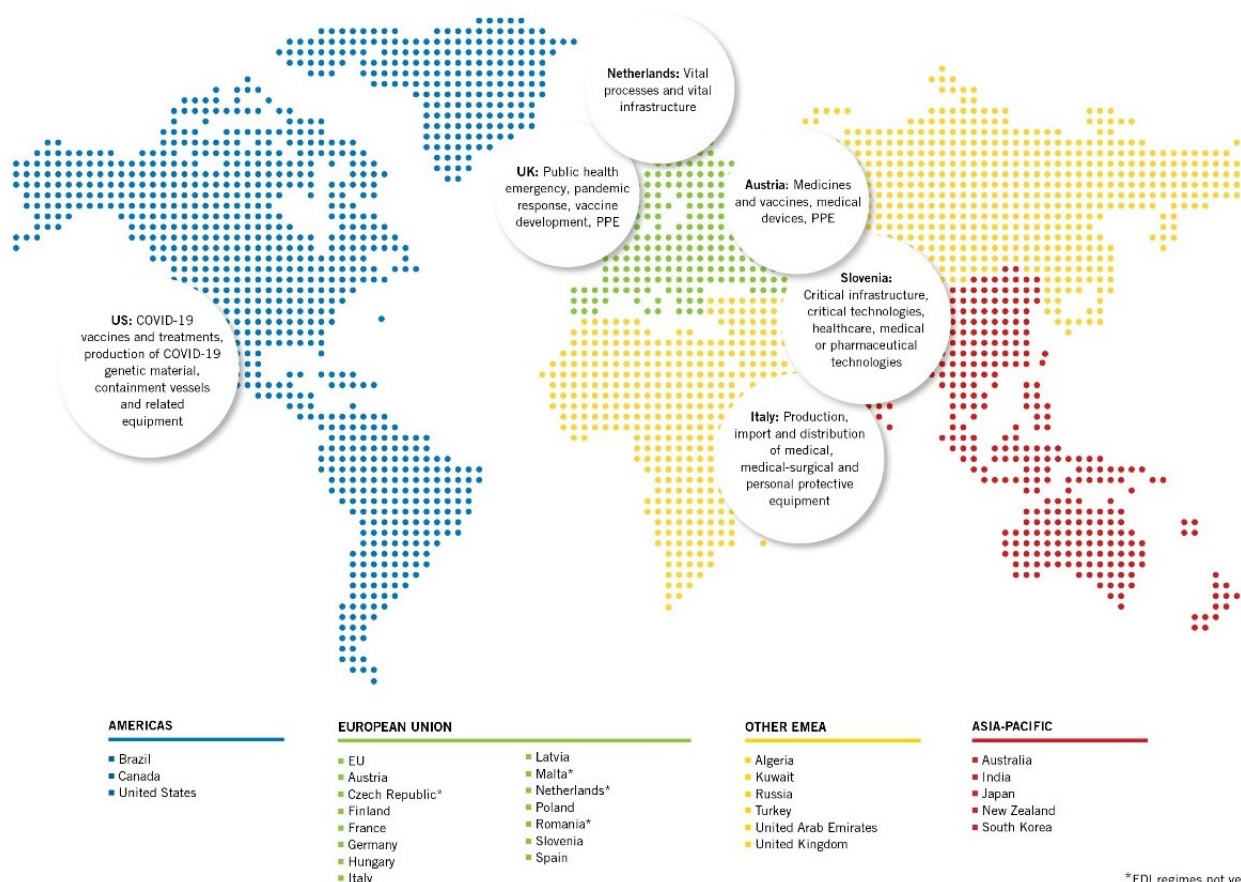 Netherlands: Vital
processes and vital
infrastructure
UK: Public health
emergency, pandemic
response, vaccine
development, PPE
Austria: Medicines
and vaccines, medical
devices, PPE
Slovenia:
Critical infrastructure,
critical technologies,
healthcare, medical
or pharmaceutical
technologies
US: COVID-19
vaccines and treatments,
production of COVID-19
genetic material,
containment vessels
and related
equipment
Italy: Production,
import and distribution
of medical,
medical-surgical and
personal protective
equipment
AMERICAS
Brazil
Canada
United States
EUROPEAN UNION
EU
Austria
Czech Republic*
Finland
France
Germany
Hungary
Italy
Latvia
Malta*
Netherlands*
Poland
Romania*
Slovenia
Spain
OTHER EMEA
Algeria
Kuwait
Russia
Turkey
United Arab Emirates
United Kingdom
ASIA-PACIFIC
Australia
India
Japan
New Zealand
South Korea
*FDI regimes not